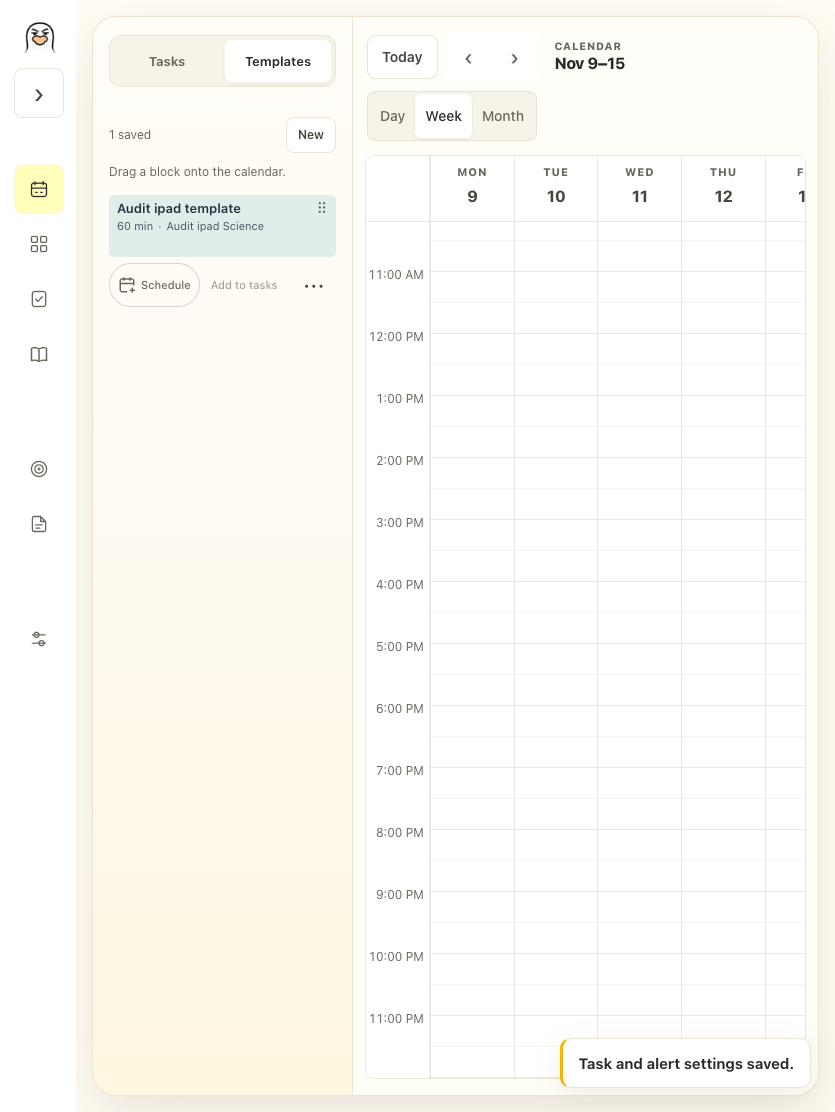 Tasks
Templates
1 saved
New
Drag a block onto the calendar.
Audit ipad template
60 min · Audit ipad Science
Schedule
Add to tasks
Today
CALENDAR
Nov 9–15
Day
Week
Month
MON
9
TUE
10
WED
11
THU
12
11:00 AM
12:00 PM
1:00 PM
2:00 PM
3:00 PM
4:00 PM
5:00 PM
6:00 PM
7:00 PM
8:00 PM
9:00 PM
10:00 PM
11:00 PM
Task and alert settings saved.